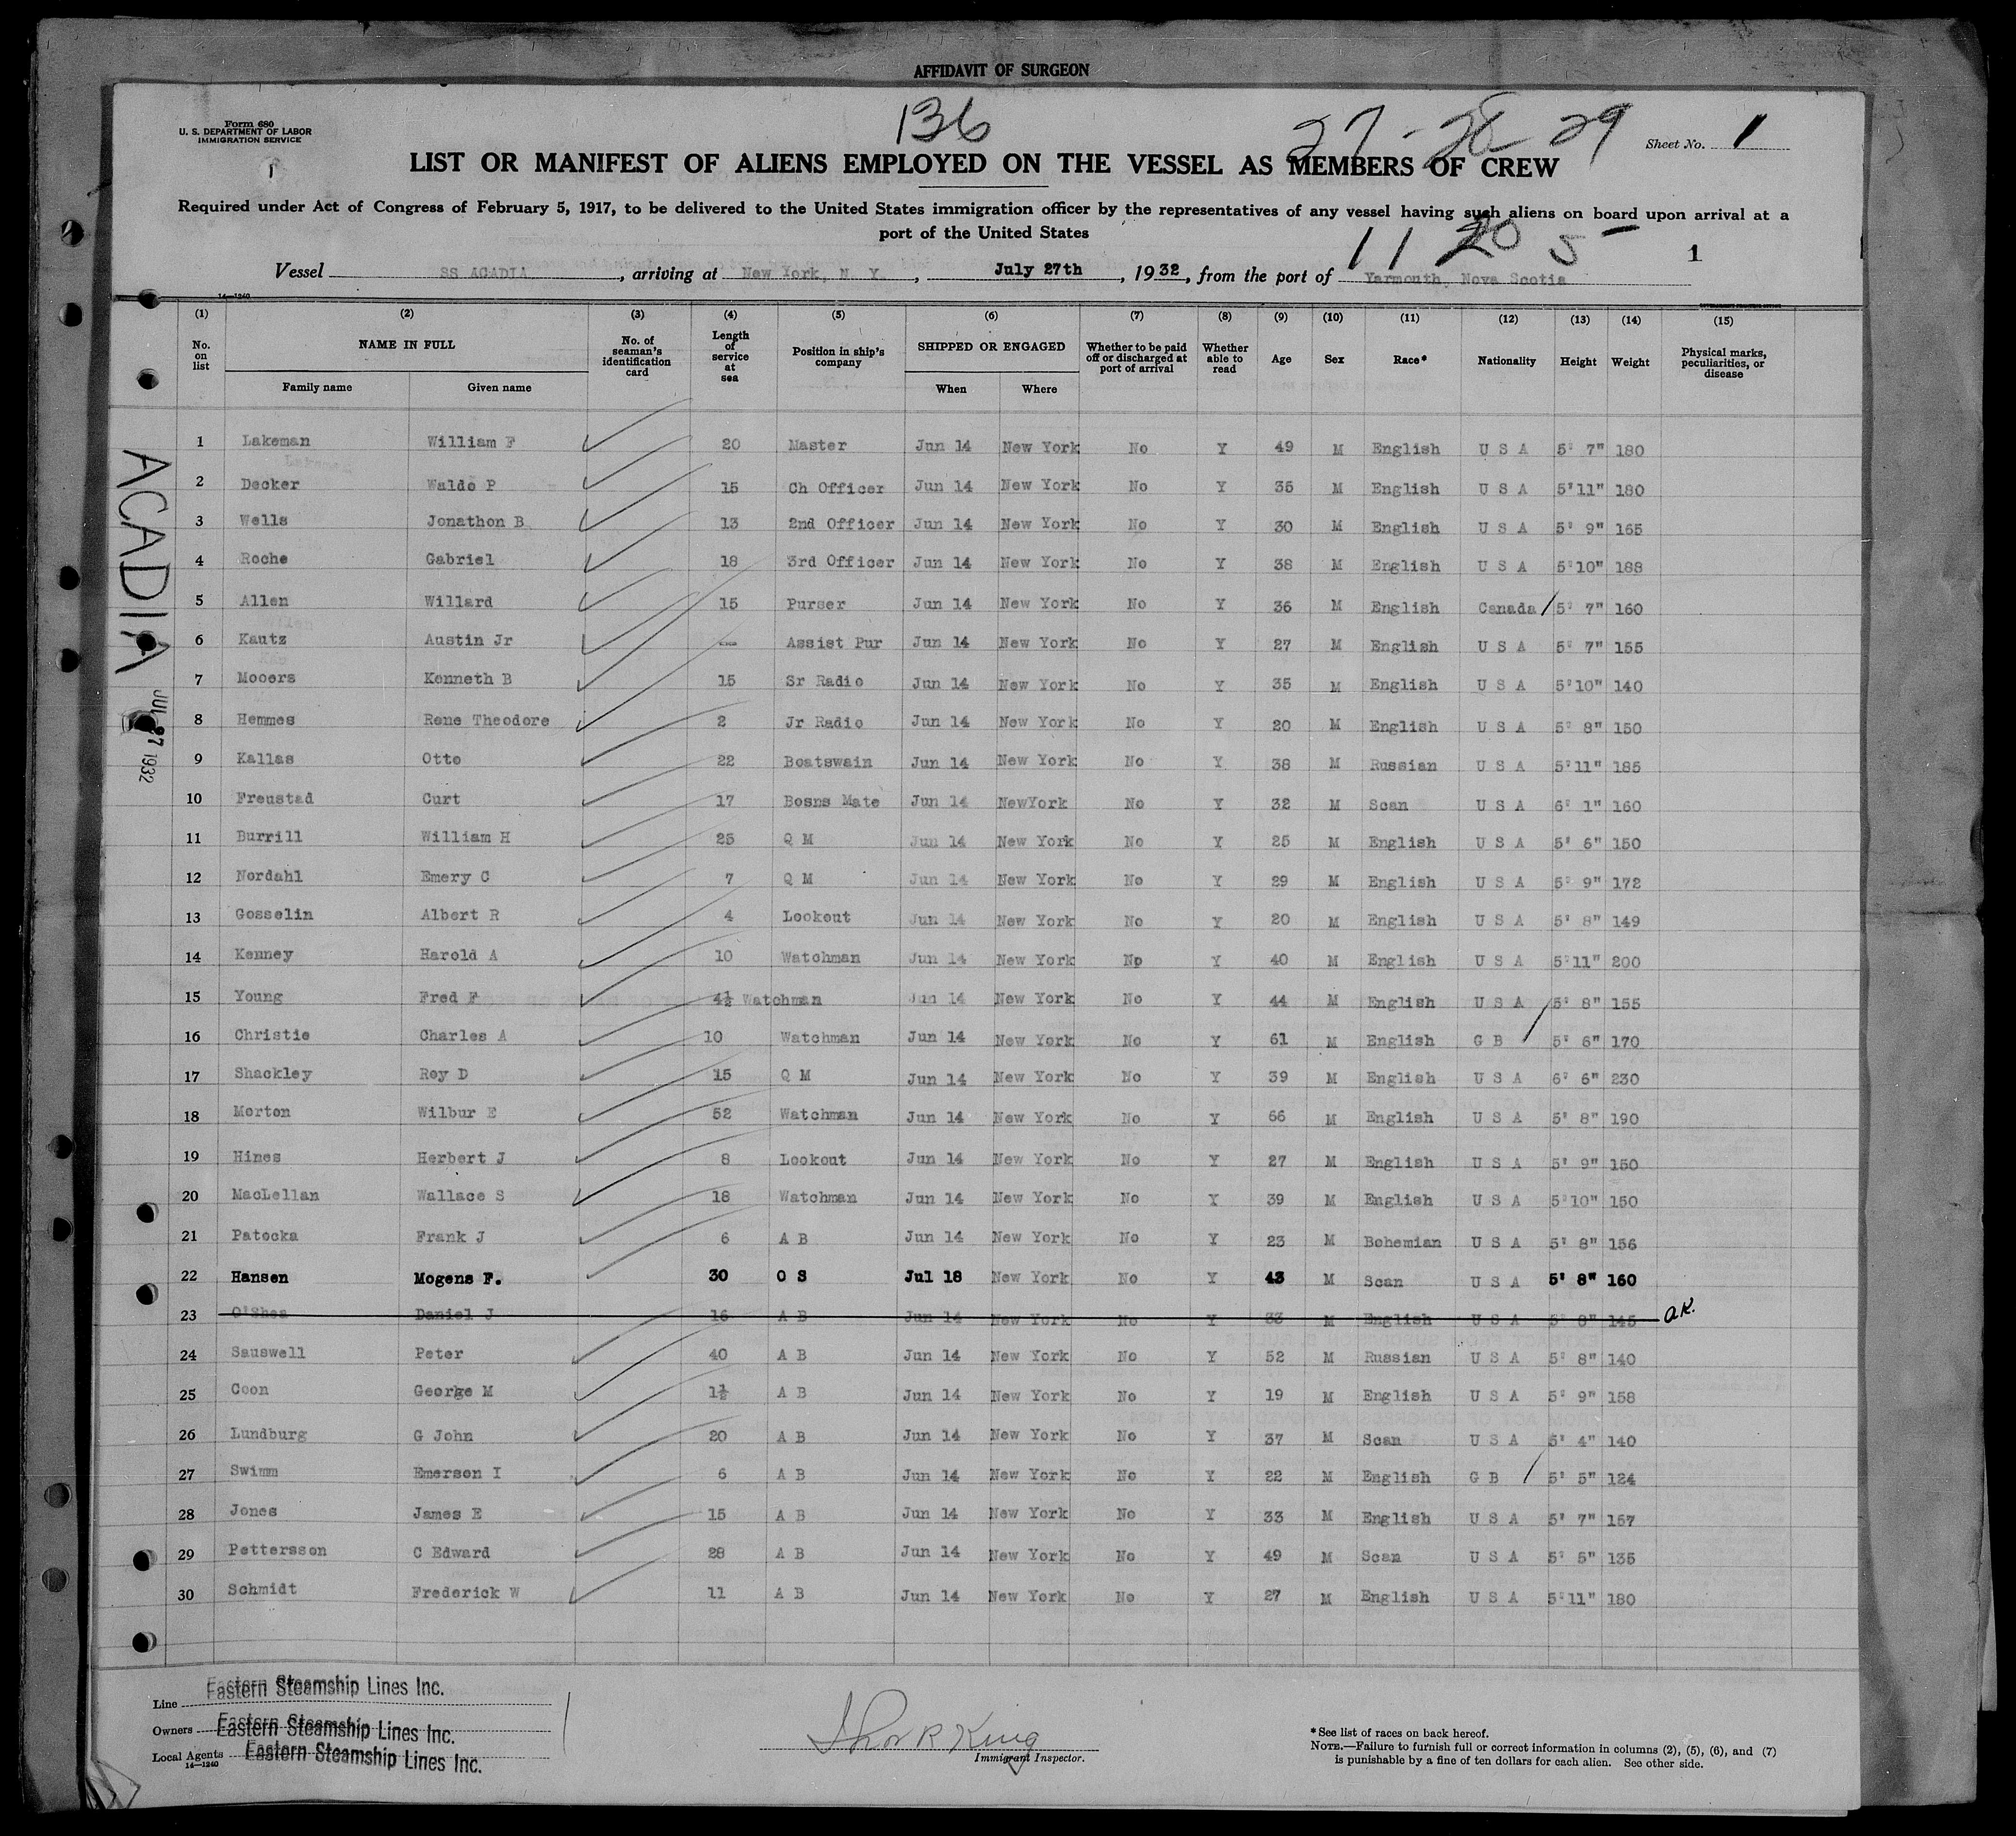 AFFIDAVIT OF SURGEON
136
27-28-29
Form 680
U. S. DEPARTMENT OF LABOR
IMMIGRATION SERVICE
1
Sheet No. 1
LIST OR MANIFEST OF ALIENS EMPLOYED ON THE VESSEL AS MEMBERS OF CREW
Required under Act of Congress of February 5, 1917, to be delivered to the United States immigration officer by the representatives of any vessel having such aliens on board upon arrival at a
port of the United States
11 20 5 -
1
Vessel SS ACADIA, arriving at New York, N. Y., July 27th, 1932, from the port of Yarmouth, Nova Scotia
14—1240
(1) (2) (3) (4) (5) (6) (7) (8) (9) (10) (11) (12) (13) (14) (15)
No. on list NAME IN FULL No. of seaman's identification card Length of service at sea Position in ship's company SHIPPED OR ENGAGED Whether to be paid off or discharged at port of arrival Whether able to read Age Sex Race* Nationality Height Weight Physical marks, peculiarities, or disease
Family name Given name When Where
1 Lakeman William F 20 Master Jun 14 New York No Y 49 M English U S A 5' 7" 180
2 Decker Waldo P 15 Ch Officer Jun 14 New York No Y 35 M English U S A 5'11" 180
3 Wells Jonathon B 13 2nd Officer Jun 14 New York No Y 30 M English U S A 5' 9" 165
4 Roche Gabriel 18 3rd Officer Jun 14 New York No Y 38 M English U S A 5'10" 188
5 Allen Willard 15 Purser Jun 14 New York No Y 36 M English Canada 5' 7" 160
6 Kautz Austin Jr -- Assist Pur Jun 14 New York No Y 27 M English U S A 5' 7" 155
7 Mooers Kenneth B 15 Sr Radio Jun 14 New York No Y 35 M English U S A 5'10" 140
8 Hemmes Rene Theodore 2 Jr Radio Jun 14 New York No Y 20 M English U S A 5' 8" 150
9 Kallas Otto 22 Boatswain Jun 14 New York No Y 38 M Russian U S A 5'11" 185
10 Freustad Curt 17 Bosns Mate Jun 14 NewYork No Y 32 M Scan U S A 6' 1" 160
11 Burrill William H 25 Q M Jun 14 New York No Y 25 M English U S A 5' 6" 150
12 Nordahl Emery C 7 Q M Jun 14 New York No Y 29 M English U S A 5' 9" 172
13 Gosselin Albert R 4 Lookout Jun 14 New York No Y 20 M English U S A 5' 8" 149
14 Kenney Harold A 10 Watchman Jun 14 New York No Y 40 M English U S A 5'11" 200
15 Young Fred F 4½ Watchman Jun 14 New York No Y 44 M English U S A 5' 8" 155
16 Christie Charles A 10 Watchman Jun 14 New York No Y 61 M English G B 5' 6" 170
17 Shackley Roy D 15 Q M Jun 14 New York No Y 39 M English U S A 6' 6" 230
18 Morton Wilbur E 52 Watchman Jun 14 New York No Y 66 M English U S A 5' 8" 190
19 Hines Herbert J 8 Lookout Jun 14 New York No Y 27 M English U S A 5' 9" 150
20 MacLellan Wallace S 18 Watchman Jun 14 New York No Y 39 M English U S A 5'10" 150
21 Patocka Frank J 6 A B Jun 14 New York No Y 23 M Bohemian U S A 5' 8" 156
22 Hansen Mogens F. 30 O S Jul 18 New York No Y 43 M Scan U S A 5' 8" 160
23 O'Shea Daniel J 16 A B Jun 14 New York No Y 33 M English U S A 5' 8" 145 a.K.
24 Sauswell Peter 40 A B Jun 14 New York No Y 52 M Russian U S A 5' 8" 140
25 Coon George M 1½ A B Jun 14 New York No Y 19 M English U S A 5' 9" 158
26 Lundburg G John 20 A B Jun 14 New York No Y 37 M Scan U S A 5' 4" 140
27 Swimm Emerson I 6 A B Jun 14 New York No Y 22 M English G B 5' 5" 124
28 Jones James E 15 A B Jun 14 New York No Y 33 M English U S A 5' 7" 157
29 Pettersson C Edward 28 A B Jun 14 New York No Y 49 M Scan U S A 5' 5" 135
30 Schmidt Frederick W 11 A B Jun 14 New York No Y 27 M English U S A 5'11" 180
ACADIA
JUL 27 1932
Line Eastern Steamship Lines Inc.
Owners Eastern Steamship Lines Inc.
Local Agents Eastern Steamship Lines Inc.
14—1240
King
Immigrant Inspector.
*See list of races on back hereof.
NOTE.—Failure to furnish full or correct information in columns (2), (5), (6), and (7)
is punishable by a fine of ten dollars for each alien. See other side.